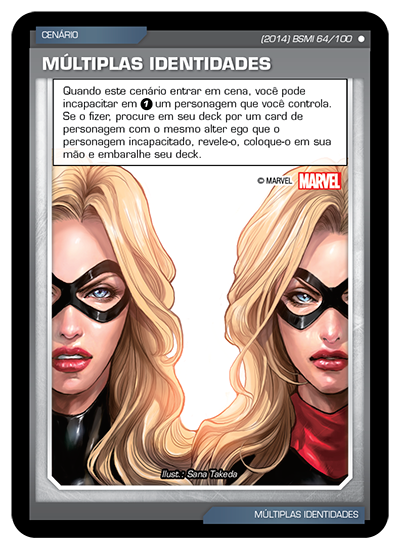 CENÁRIO
(2014) BSMI 64/100 ●
MÚLTIPLAS IDENTIDADES
Quando este cenário entrar em cena, você pode
incapacitar em 1 um personagem que você controla.
Se o fizer, procure em seu deck por um card de
personagem com o mesmo alter ego que o
personagem incapacitado, revele-o, coloque-o em sua
mão e embaralhe seu deck.
© MARVEL MARVEL
Ilust.: Sana Takeda
MÚLTIPLAS IDENTIDADES